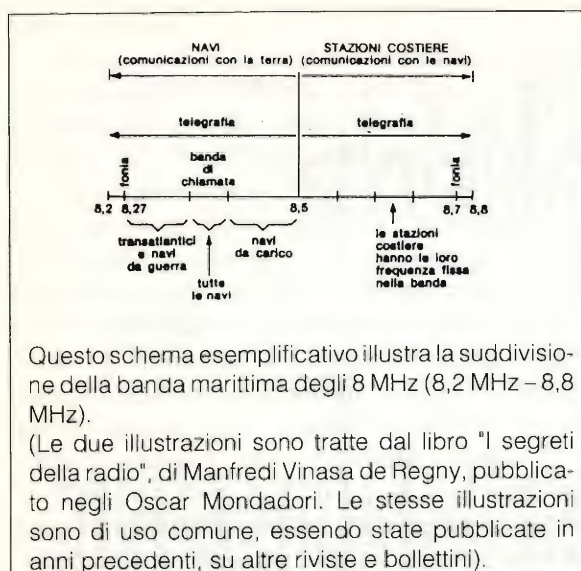 NAVI
(comunicazioni con la terra)
STAZIONI COSTIERE
(comunicazioni con le navi)
telegrafia
telegrafia
fonia
banda
di
chiamata
fonia
8,2
8,27
8,5
8,7
8,8
transatlantici
e navi
da guerra
tutte
le navi
navi
da carico
le stazioni
costiere
hanno le loro
frequenza fissa
nella banda
Questo schema esemplificativo illustra la suddivisio-
ne della banda marittima degli 8 MHz (8,2 MHz – 8,8
MHz).
(Le due illustrazioni sono tratte dal libro "I segreti
della radio", di Manfredi Vinasa de Regny, pubblica-
to negli Oscar Mondadori. Le stesse illustrazioni
sono di uso comune, essendo state pubblicate in
anni precedenti, su altre riviste e bollettini).